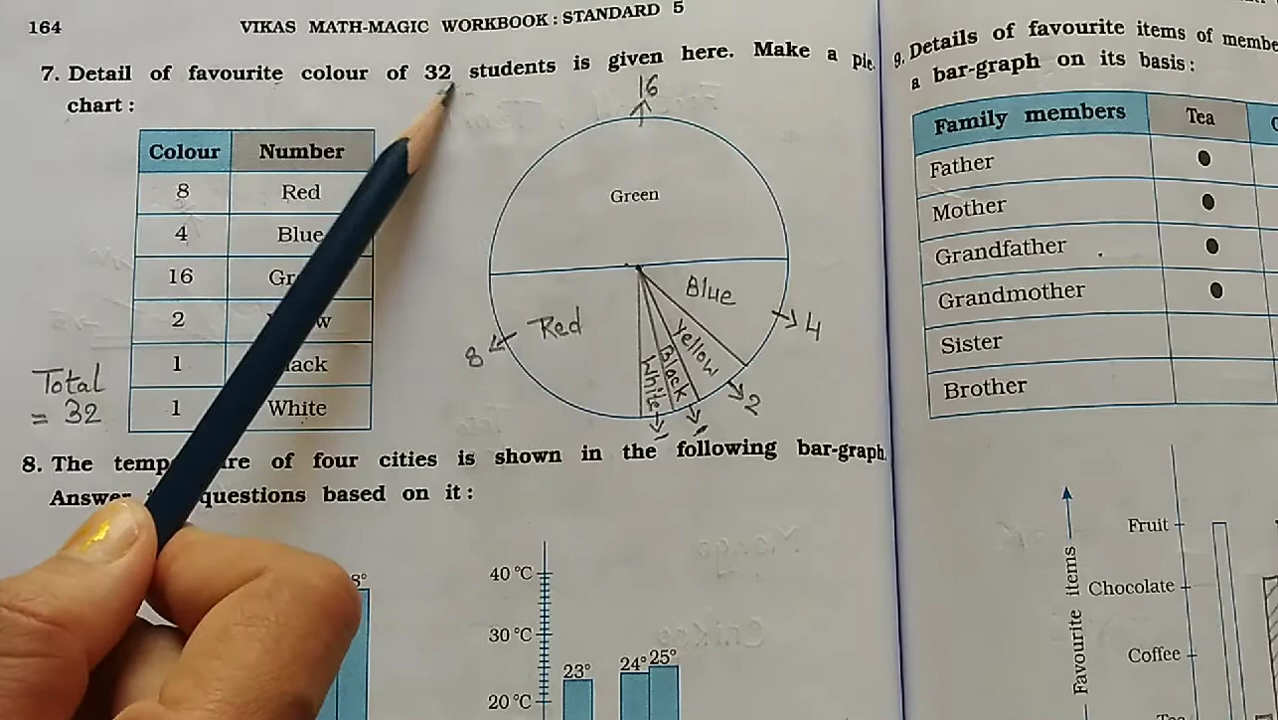 164
VIKAS MATH-MAGIC WORKBOOK : STANDARD 5
7. Detail of favourite colour of 32 students is given here. Make a pie
chart :
Colour Number
8 Red
4 Blue
16
2
1
1 White
Total
= 32
16
Green
Blue
4
Red
8
Yellow
2
Black
White
8. The of four cities is shown in the following bar-graph.
questions based on it :
40 °C
30 °C
23° 24° 25°
20 °C
9. Details of favourite items of
a bar-graph on its basis :
Family members Tea
Father
Mother
Grandfather
Grandmother
Sister
Brother
Fruit
Chocolate
Coffee
Favourite items